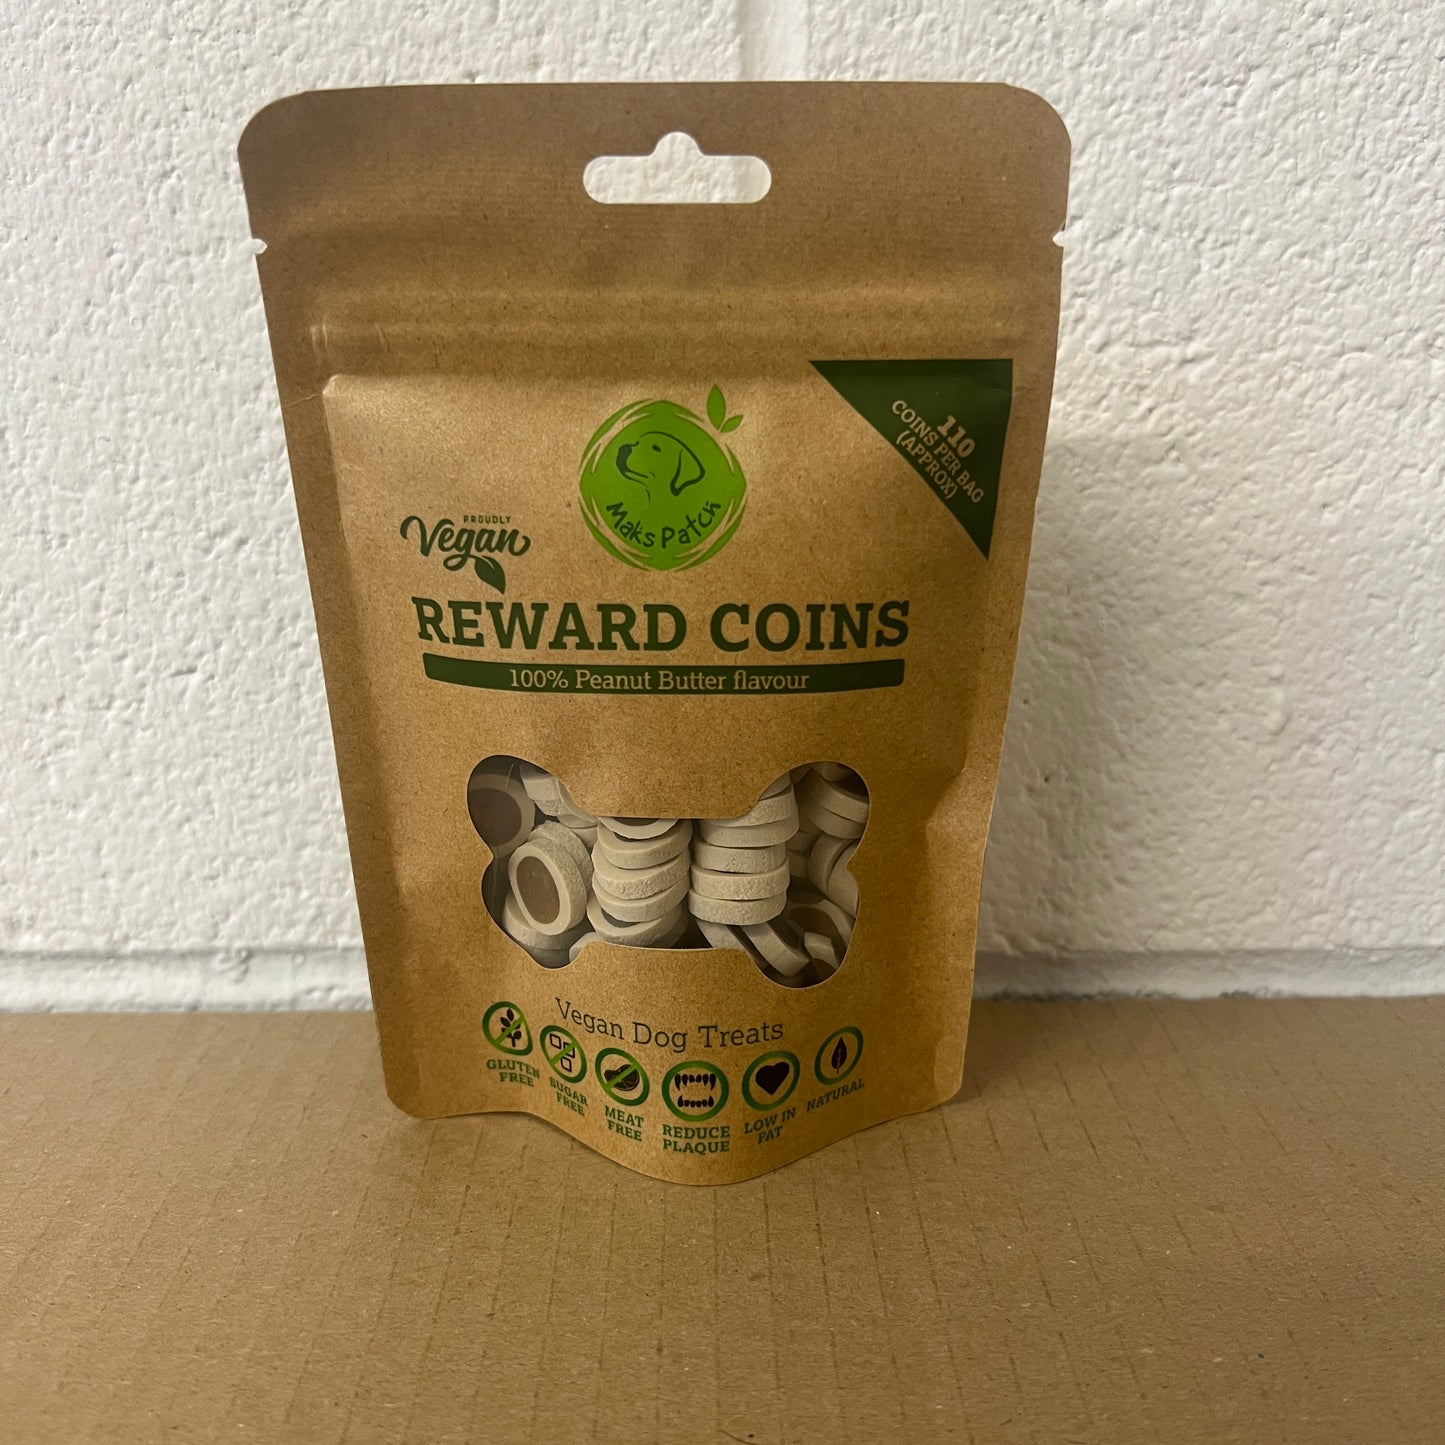 110
COINS PER BAG
(APPROX)
Maks Patch
PROUDLY
Vegan
REWARD COINS
100% Peanut Butter flavour
Vegan Dog Treats
GLUTEN
FREE
SUGAR
FREE
MEAT
FREE
REDUCE
PLAQUE
LOW IN
FAT
NATURAL